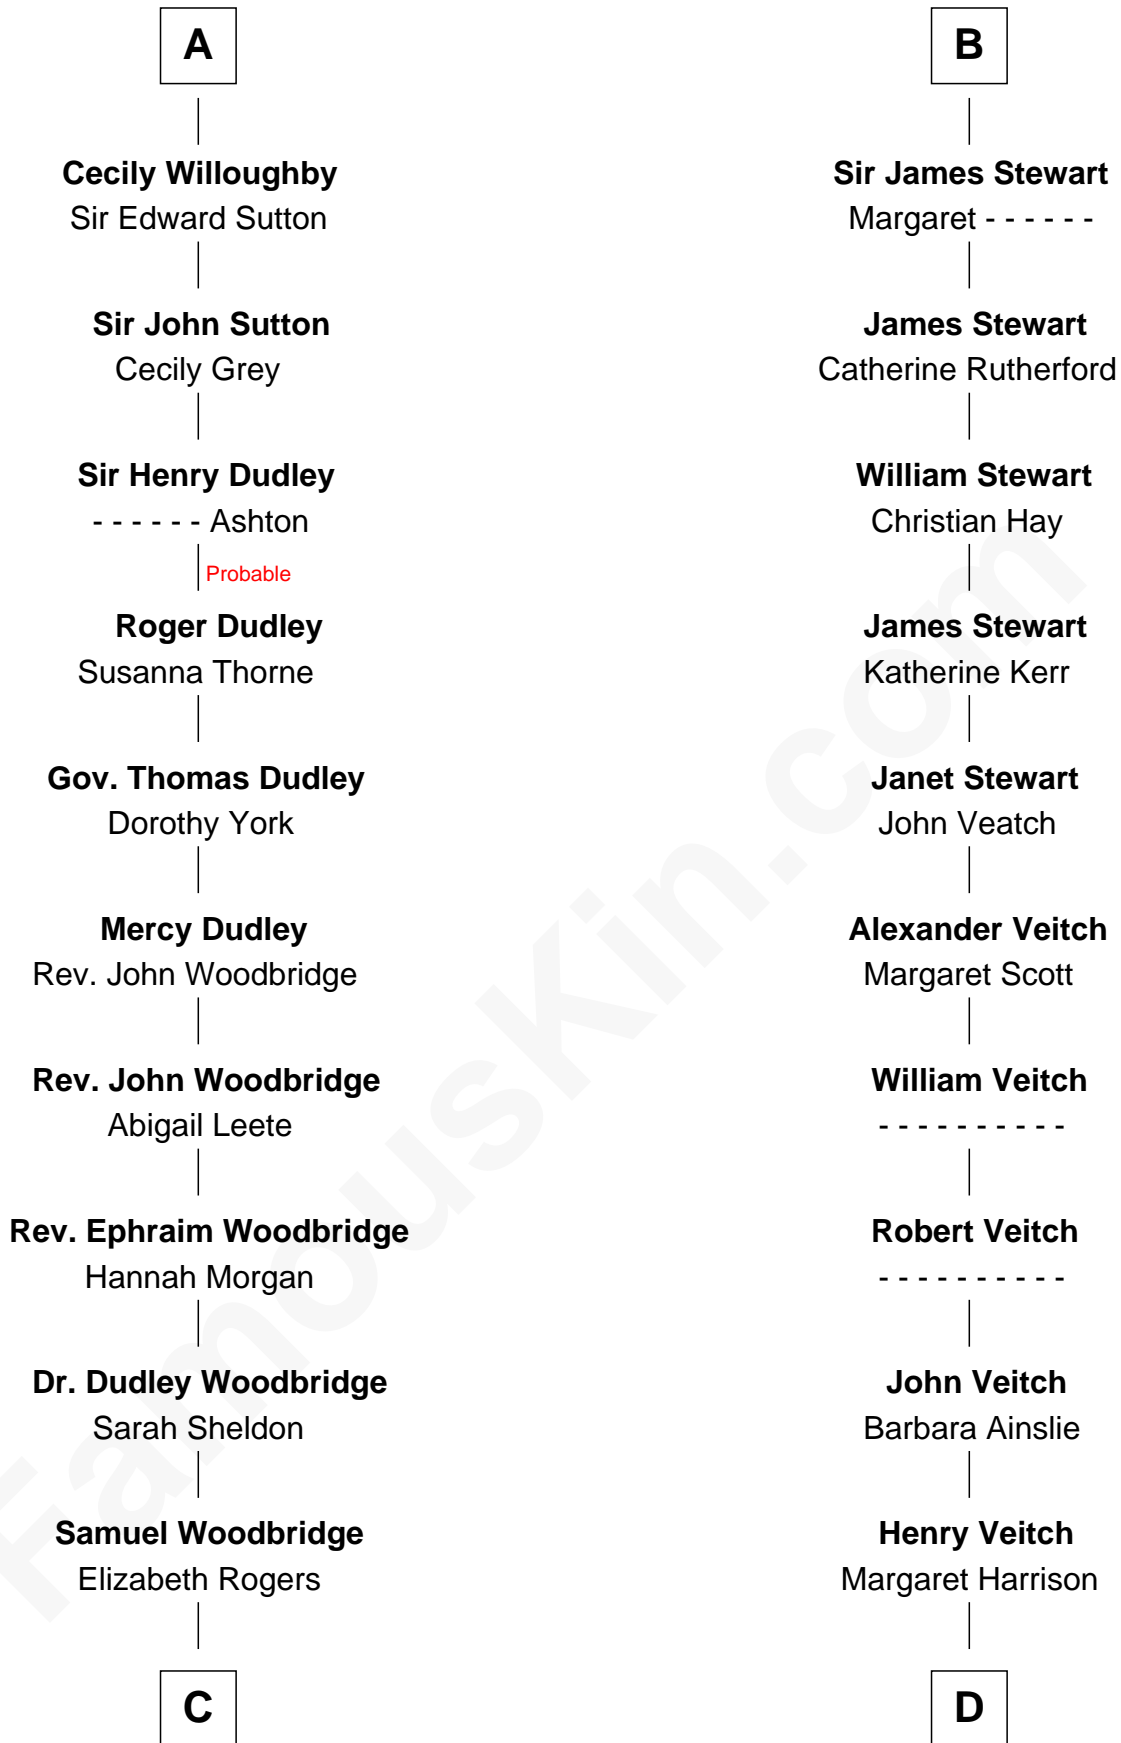 A
Cecily Willoughby
Sir Edward Sutton
Sir John Sutton
Cecily Grey
Sir Henry Dudley
- - - - - - Ashton
Probable
Roger Dudley
Susanna Thorne
Gov. Thomas Dudley
Dorothy York
Mercy Dudley
Rev. John Woodbridge
Rev. John Woodbridge
Abigail Leete
Rev. Ephraim Woodbridge
Hannah Morgan
Dr. Dudley Woodbridge
Sarah Sheldon
Samuel Woodbridge
Elizabeth Rogers
C
B
Sir James Stewart
Margaret - - - - - -
James Stewart
Catherine Rutherford
William Stewart
Christian Hay
James Stewart
Katherine Kerr
Janet Stewart
John Veatch
Alexander Veitch
Margaret Scott
William Veitch
- - - - - - - - - -
Robert Veitch
- - - - - - - - - -
John Veitch
Barbara Ainslie
Henry Veitch
Margaret Harrison
D
FamousKin.com